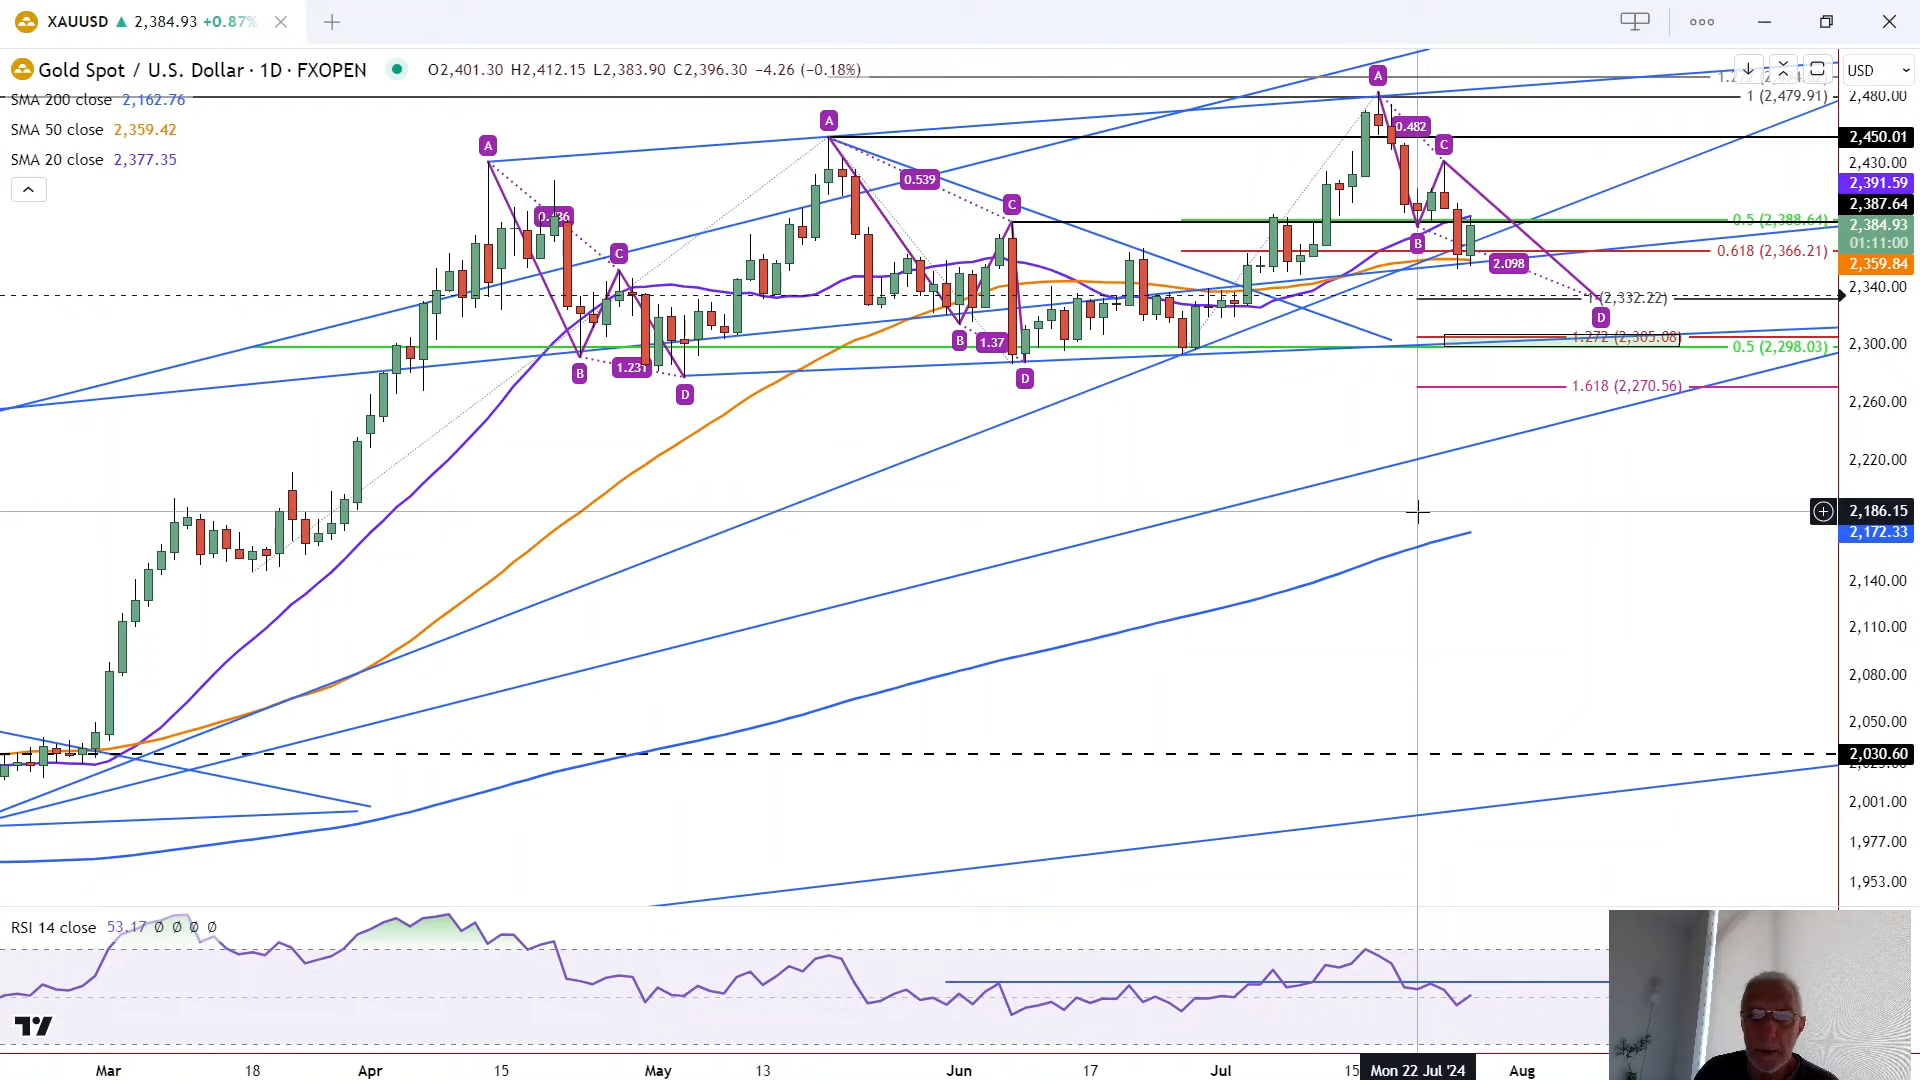 XAUUSD ▲ 2,384.93 +0.87%
Gold Spot / U.S. Dollar · 1D · FXOPEN O2,401.30 H2,412.15 L2,383.90 C2,396.30 −4.26 (−0.18%)
USD
SMA 200 close 2,162.76
SMA 50 close 2,359.42
SMA 20 close 2,377.35
A
A
A
1 (2,479.91)
2,480.00
0.482
C
2,450.01
2,430.00
0.539
2,391.59
C
2,387.64
0.5 (2,388.64)
2,384.93
01:11:00
B
0.618 (2,366.21)
C
2.098
2,359.84
2,340.00
1 (2,332.22)
D
B
1.37
1.272 (2,305.08)
2,300.00
0.5 (2,298.03)
B
1.231
D
D
1.618 (2,270.56)
2,260.00
2,220.00
2,186.15
2,172.33
2,140.00
2,110.00
2,080.00
2,050.00
2,030.60
2,001.00
1,977.00
1,953.00
RSI 14 close 53.17 Ø Ø Ø Ø
Mar 18 Apr 15 May 13 Jun 17 Jul 15 Mon 22 Jul '24 Aug